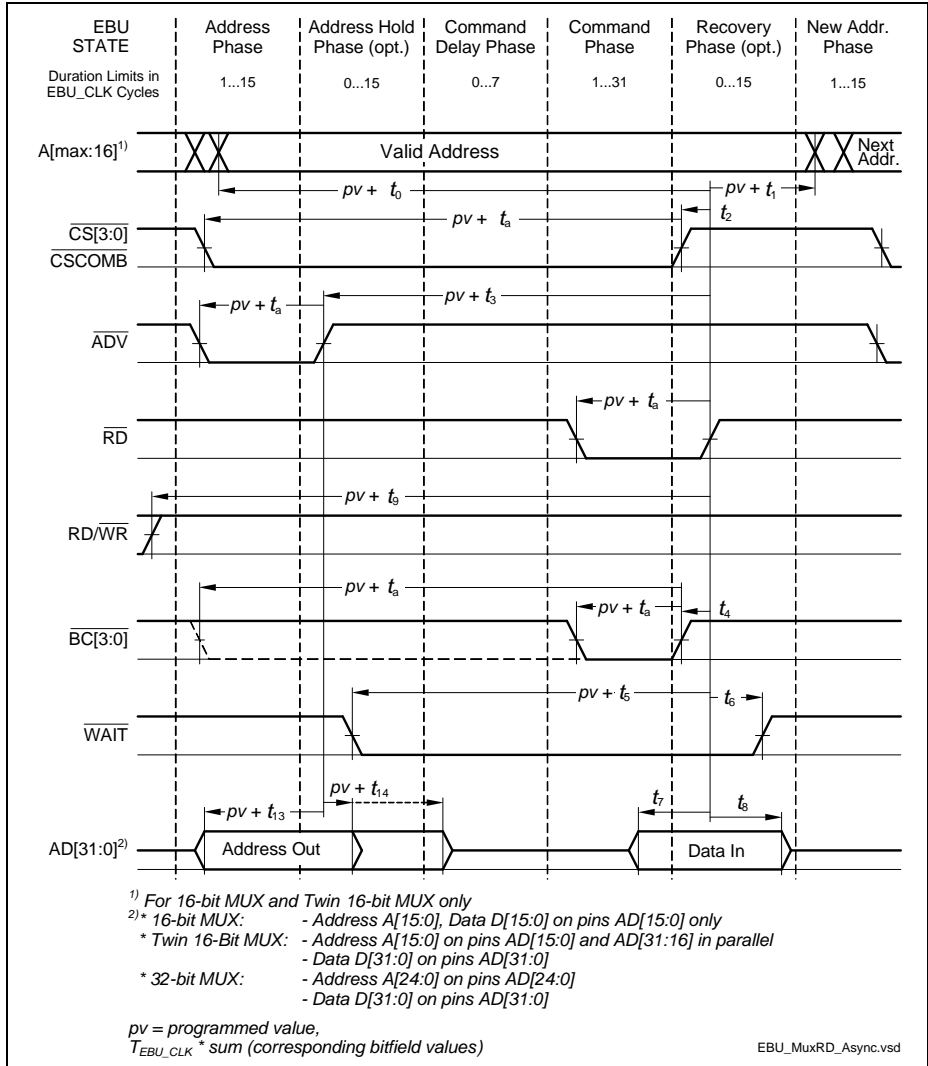 EBU STATE
Address Phase
Address Hold Phase (opt.)
Command Delay Phase
Command Phase
Recovery Phase (opt.)
New Addr. Phase
Duration Limits in EBU_CLK Cycles
1...15
0...15
0...7
1...31
0...15
1...15
A[max:16]1)
Valid Address
Next Addr.
pv + t0
pv + t1
pv + ta
t2
CS[3:0]
CSCOMB
pv + ta
pv + t3
ADV
pv + ta
RD
pv + t9
RD/WR
pv + ta
pv + ta
t4
BC[3:0]
pv + t5
t6
WAIT
pv + t14
pv + t13
t7
t8
AD[31:0]2)
Address Out
Data In
1) For 16-bit MUX and Twin 16-bit MUX only
2)* 16-bit MUX: - Address A[15:0], Data D[15:0] on pins AD[15:0] only
* Twin 16-Bit MUX: - Address A[15:0] on pins AD[15:0] and AD[31:16] in parallel
- Data D[31:0] on pins AD[31:0]
* 32-bit MUX: - Address A[24:0] on pins AD[24:0]
- Data D[31:0] on pins AD[31:0]
pv = programmed value,
TEBU_CLK * sum (corresponding bitfield values)
EBU_MuxRD_Async.vsd